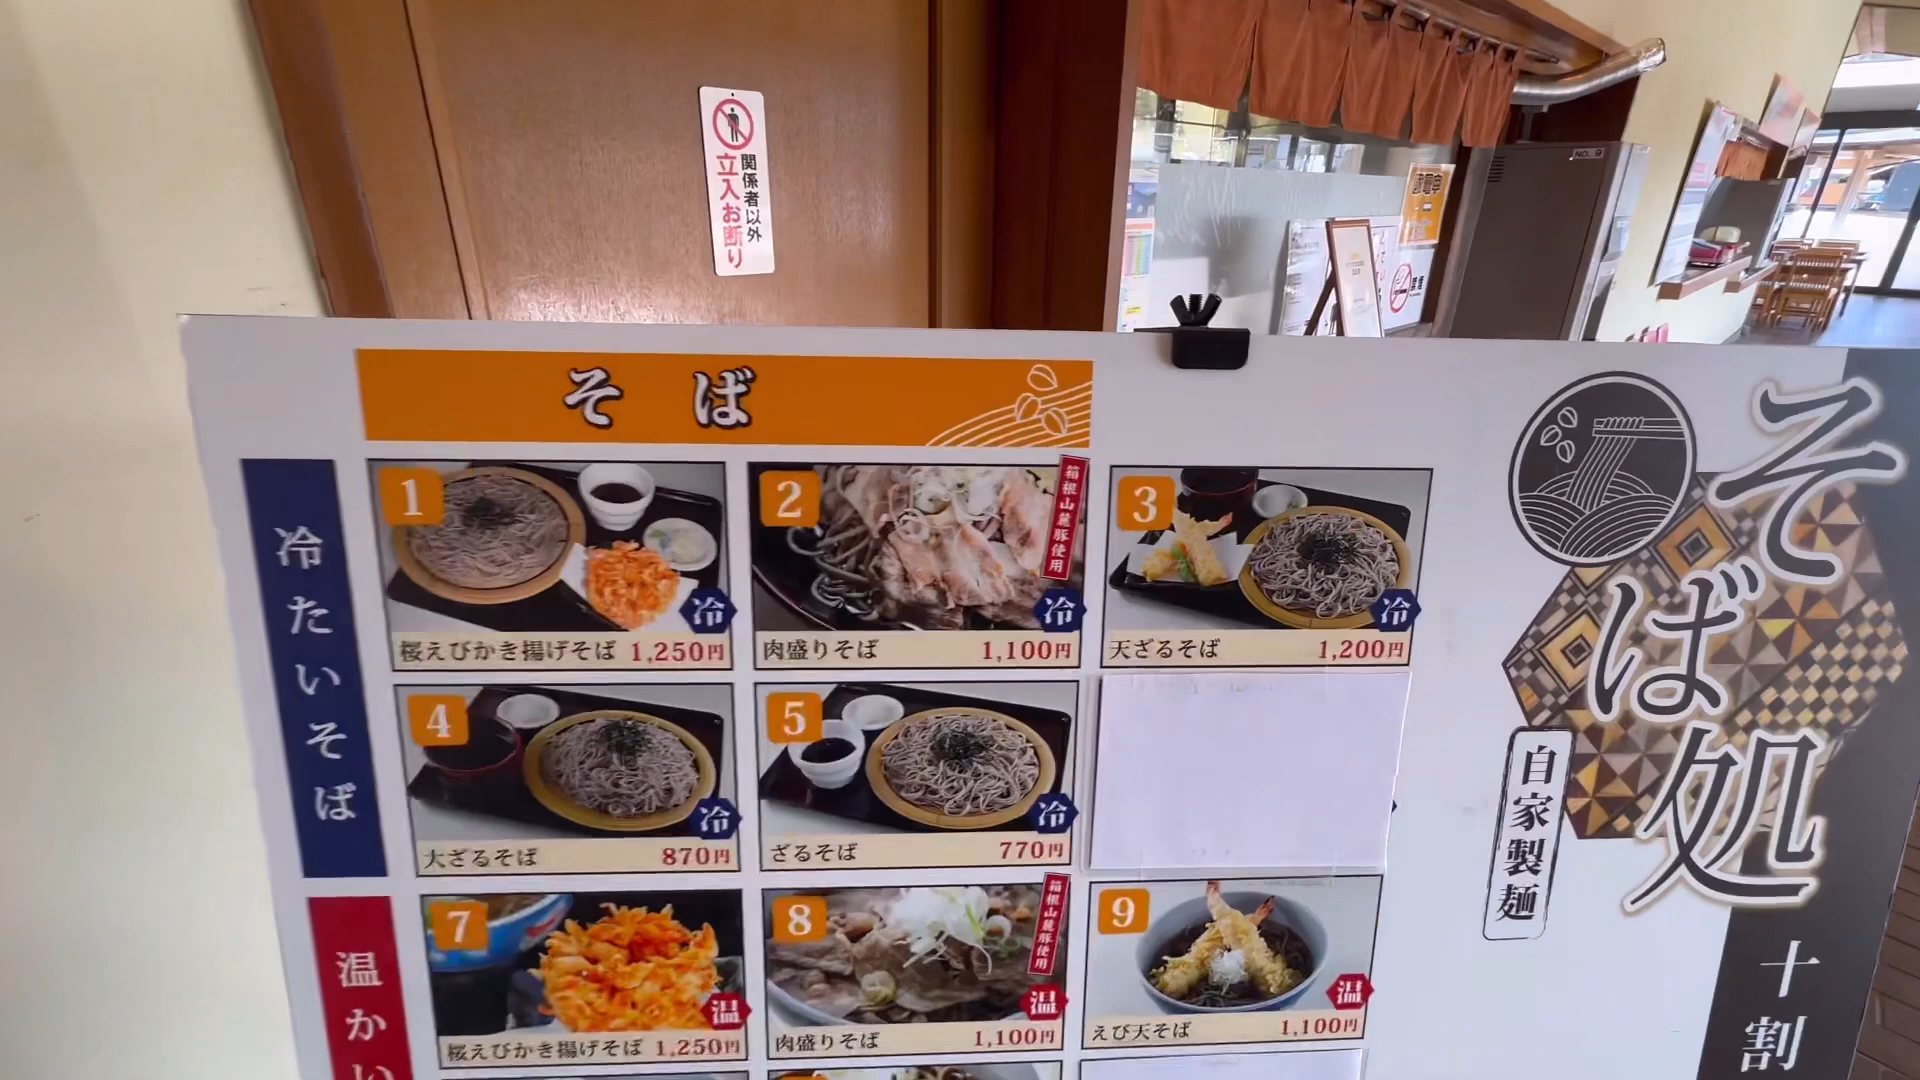 関係者以外
立入お断り
NO. 9
そば
冷たいそば
1
冷
桜えびかき揚げそば 1,250円
2
箱根山麓豚使用
冷
肉盛りそば 1,100円
3
冷
天ざるそば 1,200円
4
冷
大ざるそば 870円
5
冷
ざるそば 770円
温かい
7
温
桜えびかき揚げそば 1,250円
8
箱根山麓豚使用
温
肉盛りそば 1,100円
9
温
えび天そば 1,100円
そば処
自家製麺
十割